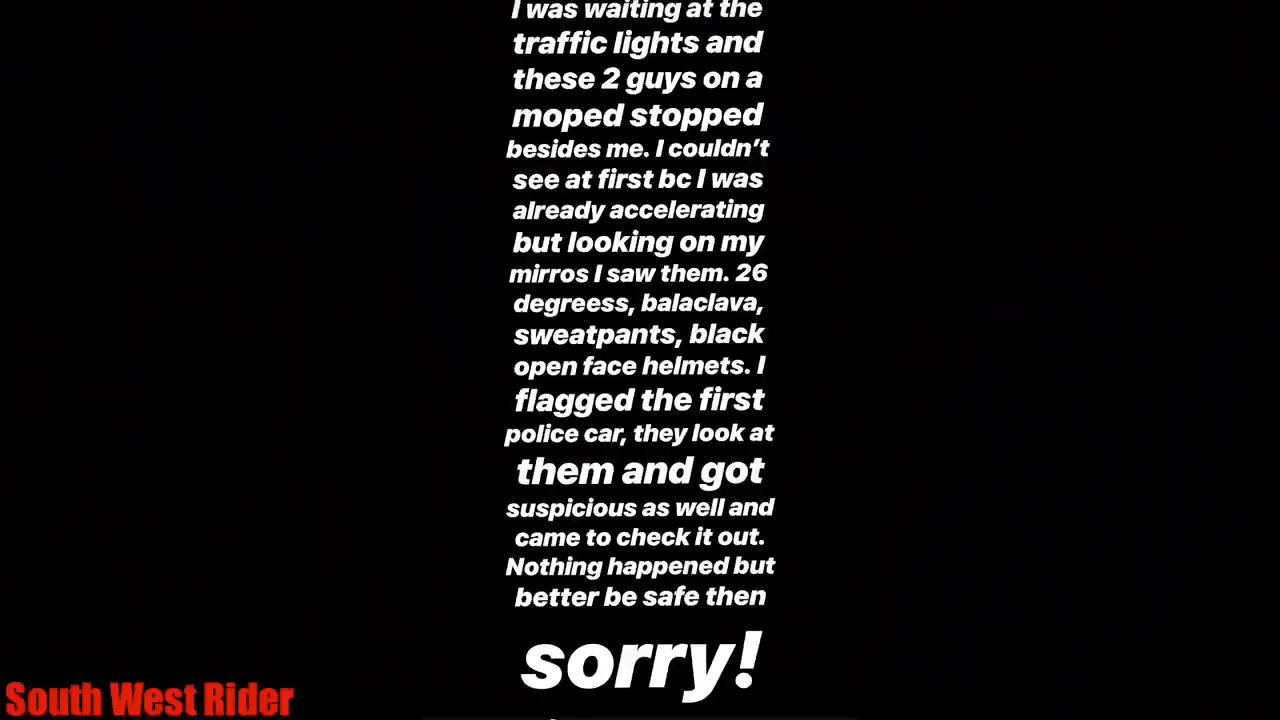 I was waiting at the
traffic lights and
these 2 guys on a
moped stopped
besides me. I couldn't
see at first bc I was
already accelerating
but looking on my
mirros I saw them. 26
degreess, balaclava,
sweatpants, black
open face helmets. I
flagged the first
police car, they look at
them and got
suspicious as well and
came to check it out.
Nothing happened but
better be safe then
sorry!
South West Rider